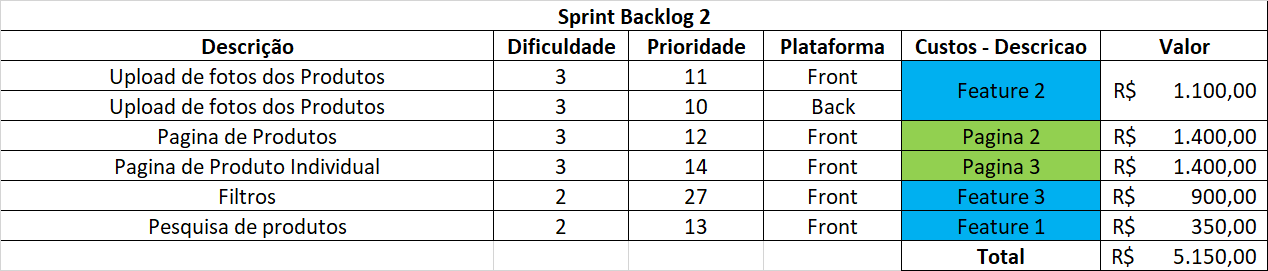 Sprint Backlog 2
Descrição Dificuldade Prioridade Plataforma Custos - Descricao Valor
Upload de fotos dos Produtos 3 11 Front Feature 2 R$ 1.100,00
Upload de fotos dos Produtos 3 10 Back
Pagina de Produtos 3 12 Front Pagina 2 R$ 1.400,00
Pagina de Produto Individual 3 14 Front Pagina 3 R$ 1.400,00
Filtros 2 27 Front Feature 3 R$ 900,00
Pesquisa de produtos 2 13 Front Feature 1 R$ 350,00
Total R$ 5.150,00